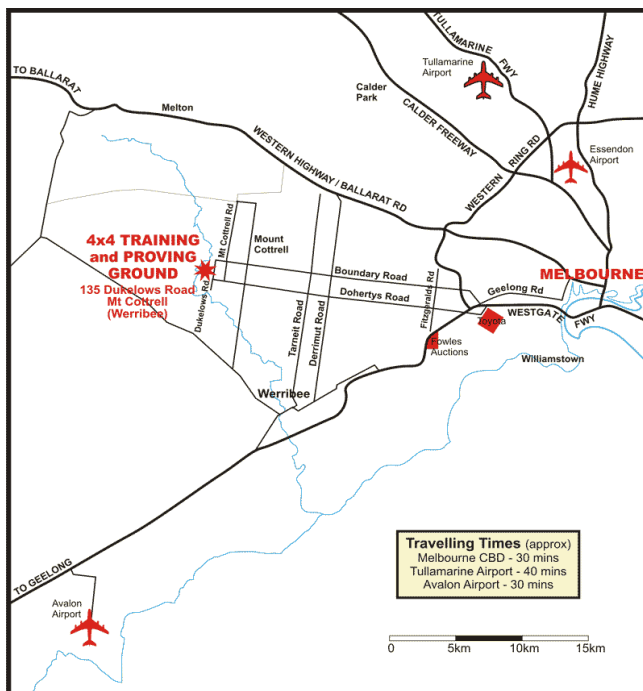 TULLAMARINE
FWY
HUME HIGHWAY
Tullamarine
Airport
TO BALLARAT
Calder
Park
CALDER FREEWAY
Melton
WESTERN HIGHWAY / BALLARAT RD
WESTERN
RING RD
Essendon
Airport
4x4 TRAINING
and PROVING
GROUND
135 Dukelows Road
Mt Cottrell
(Werribee)
Mt Cottrell Rd
Mount
Cottrell
Dukelows Rd
Boundary Road
Dohertys Road
Fitzgeralds Rd
MELBOURNE
Geelong Rd
WESTGATE
FWY
Toyota
Fowles
Auctions
Williamstown
Tarneit Road
Derrimut Road
Werribee
TO GEELONG
Avalon
Airport
Travelling Times (approx)
Melbourne CBD - 30 mins
Tullamarine Airport - 40 mins
Avalon Airport - 30 mins
0 5km 10km 15km